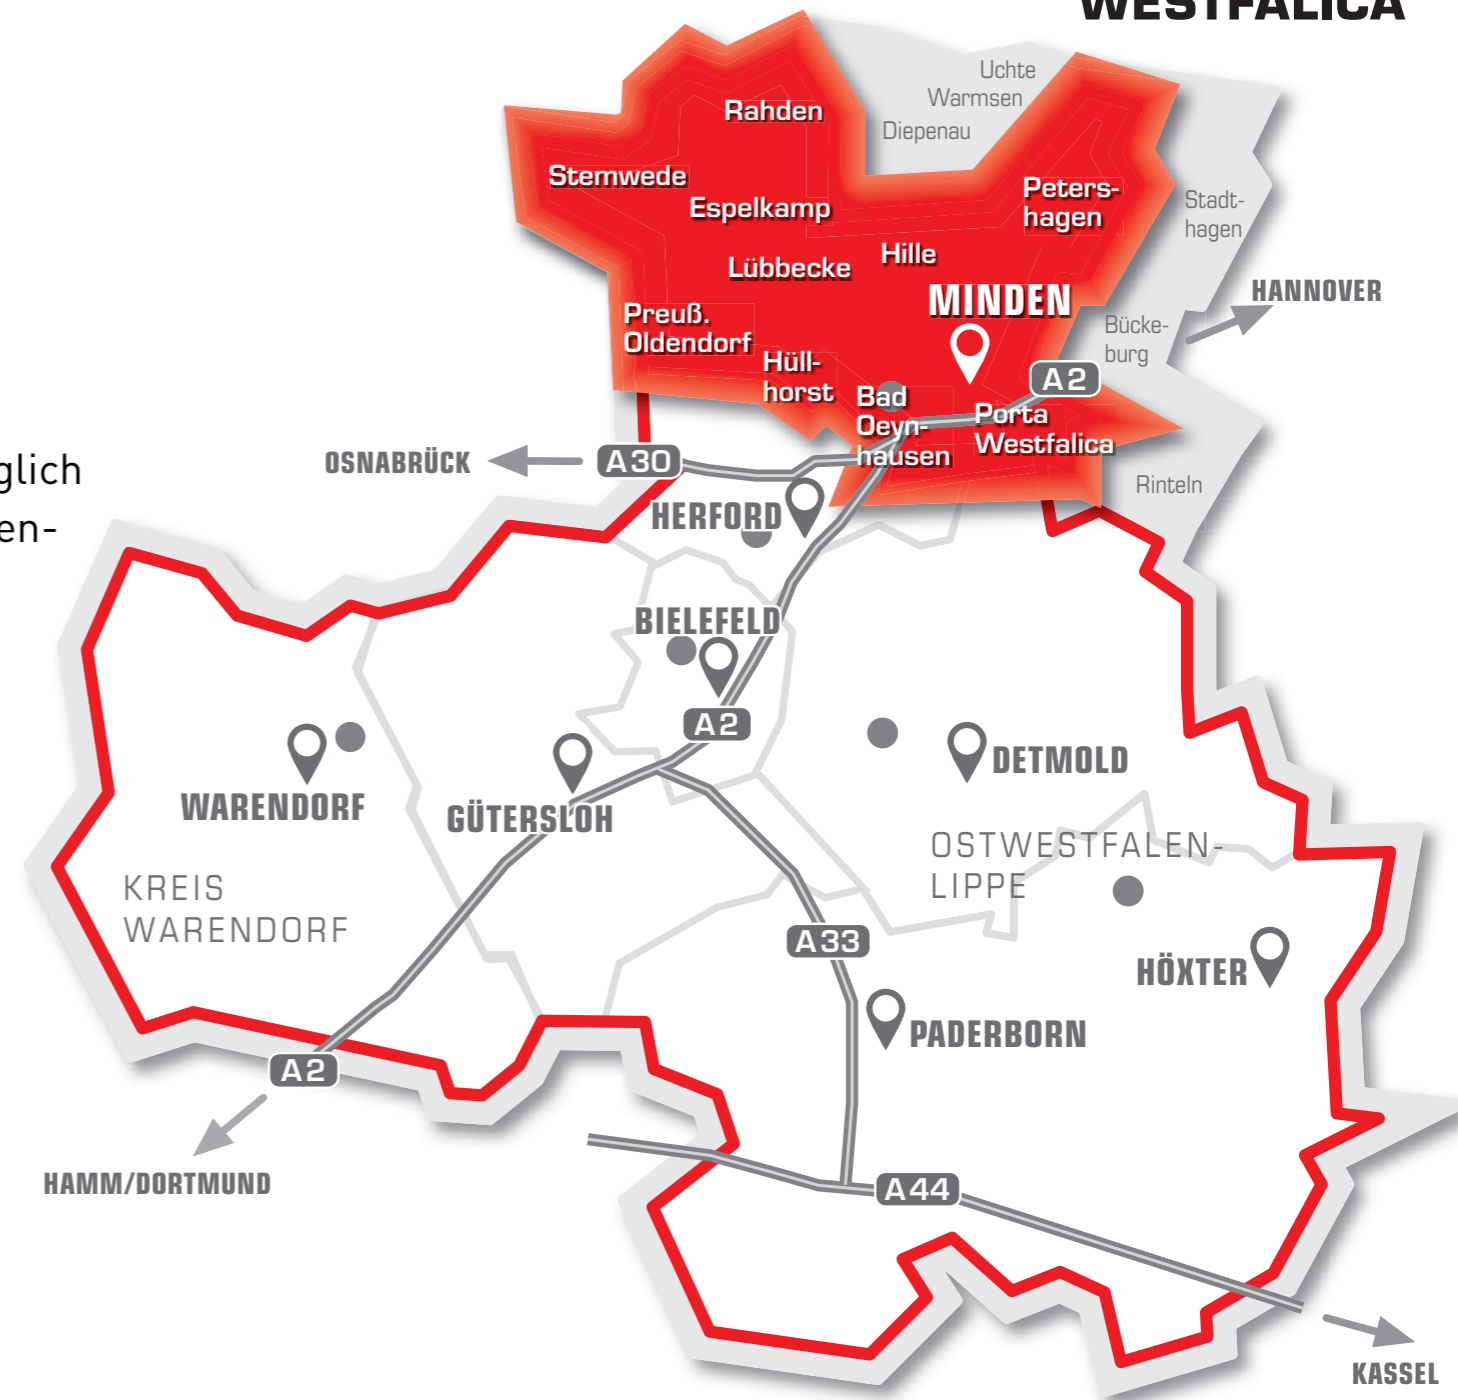 WESTFALICA
Uchte
Warmsen
Diepenau
Rahden
Stemwede
Espelkamp
Peters-
hagen
Stadt-
hagen
Hille
Lübbecke
MINDEN
HANNOVER
Preuß.
Oldendorf
Bücke-
burg
Hüll-
horst
A2
Bad
Oeyn-
hausen
Porta
Westfalica
glich
en-
OSNABRÜCK
A30
Rinteln
HERFORD
BIELEFELD
A2
WARENDORF
GÜTERSLOH
DETMOLD
OSTWESTFALEN-
LIPPE
KREIS
WARENDORF
A33
HÖXTER
PADERBORN
A2
HAMM/DORTMUND
A44
KASSEL